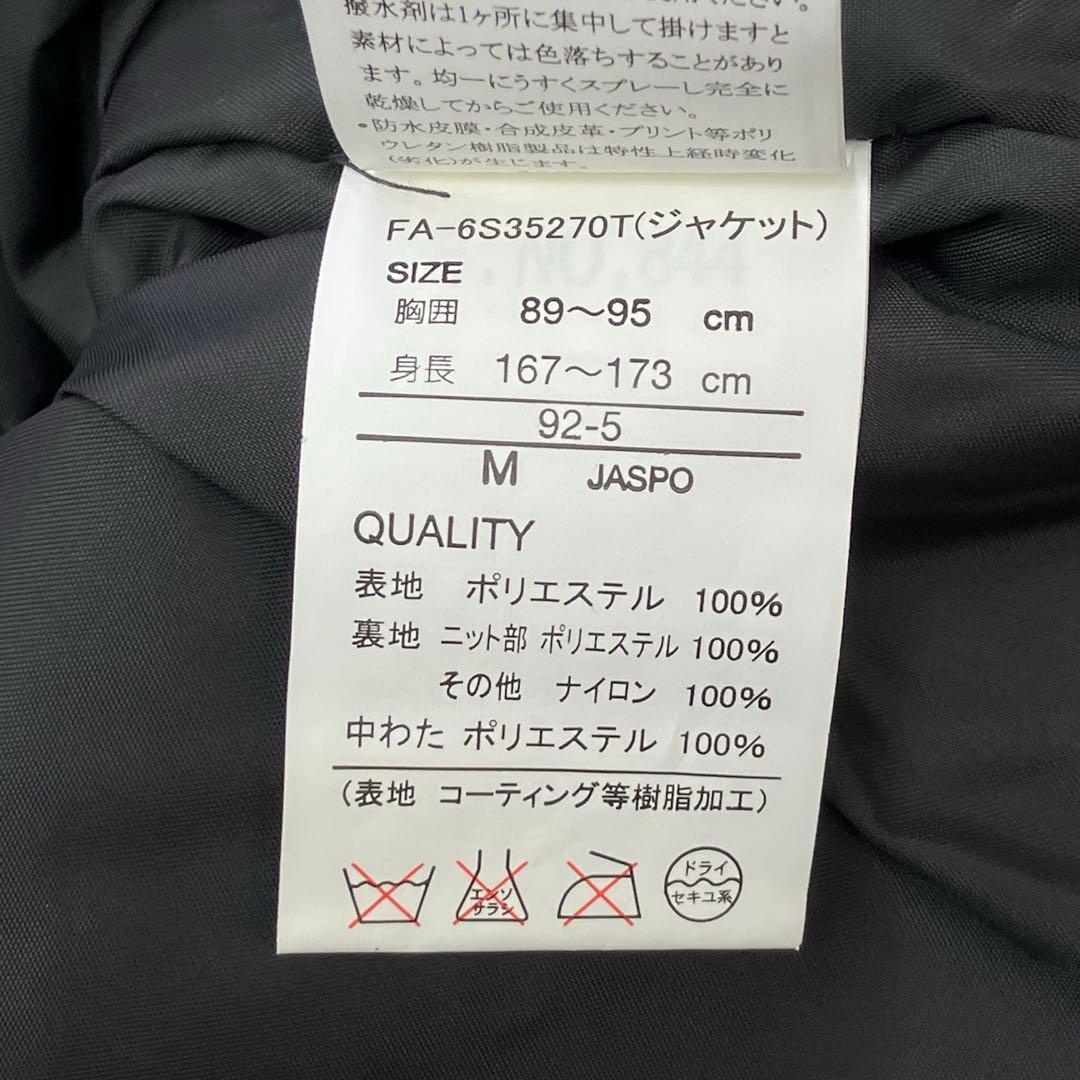 撥水剤は1ヶ所に集中して掛けますと
素材によっては色落ちすることがあり
ます。均一にうすくスプレーし完全に
乾燥してからご使用ください。
・防水皮膜・合成皮革・プリント等ポリ
ウレタン樹脂製品は特性上経時変化
(劣化)が生じます。
FA-6S35270T(ジャケット)
SIZE
胸囲 89～95 cm
身長 167～173 cm
92-5
M JASPO
QUALITY
表地 ポリエステル 100%
裏地 ニット部 ポリエステル 100%
その他 ナイロン 100%
中わた ポリエステル 100%
(表地 コーティング等樹脂加工)
エンソ
サラシ
ドライ
セキユ系